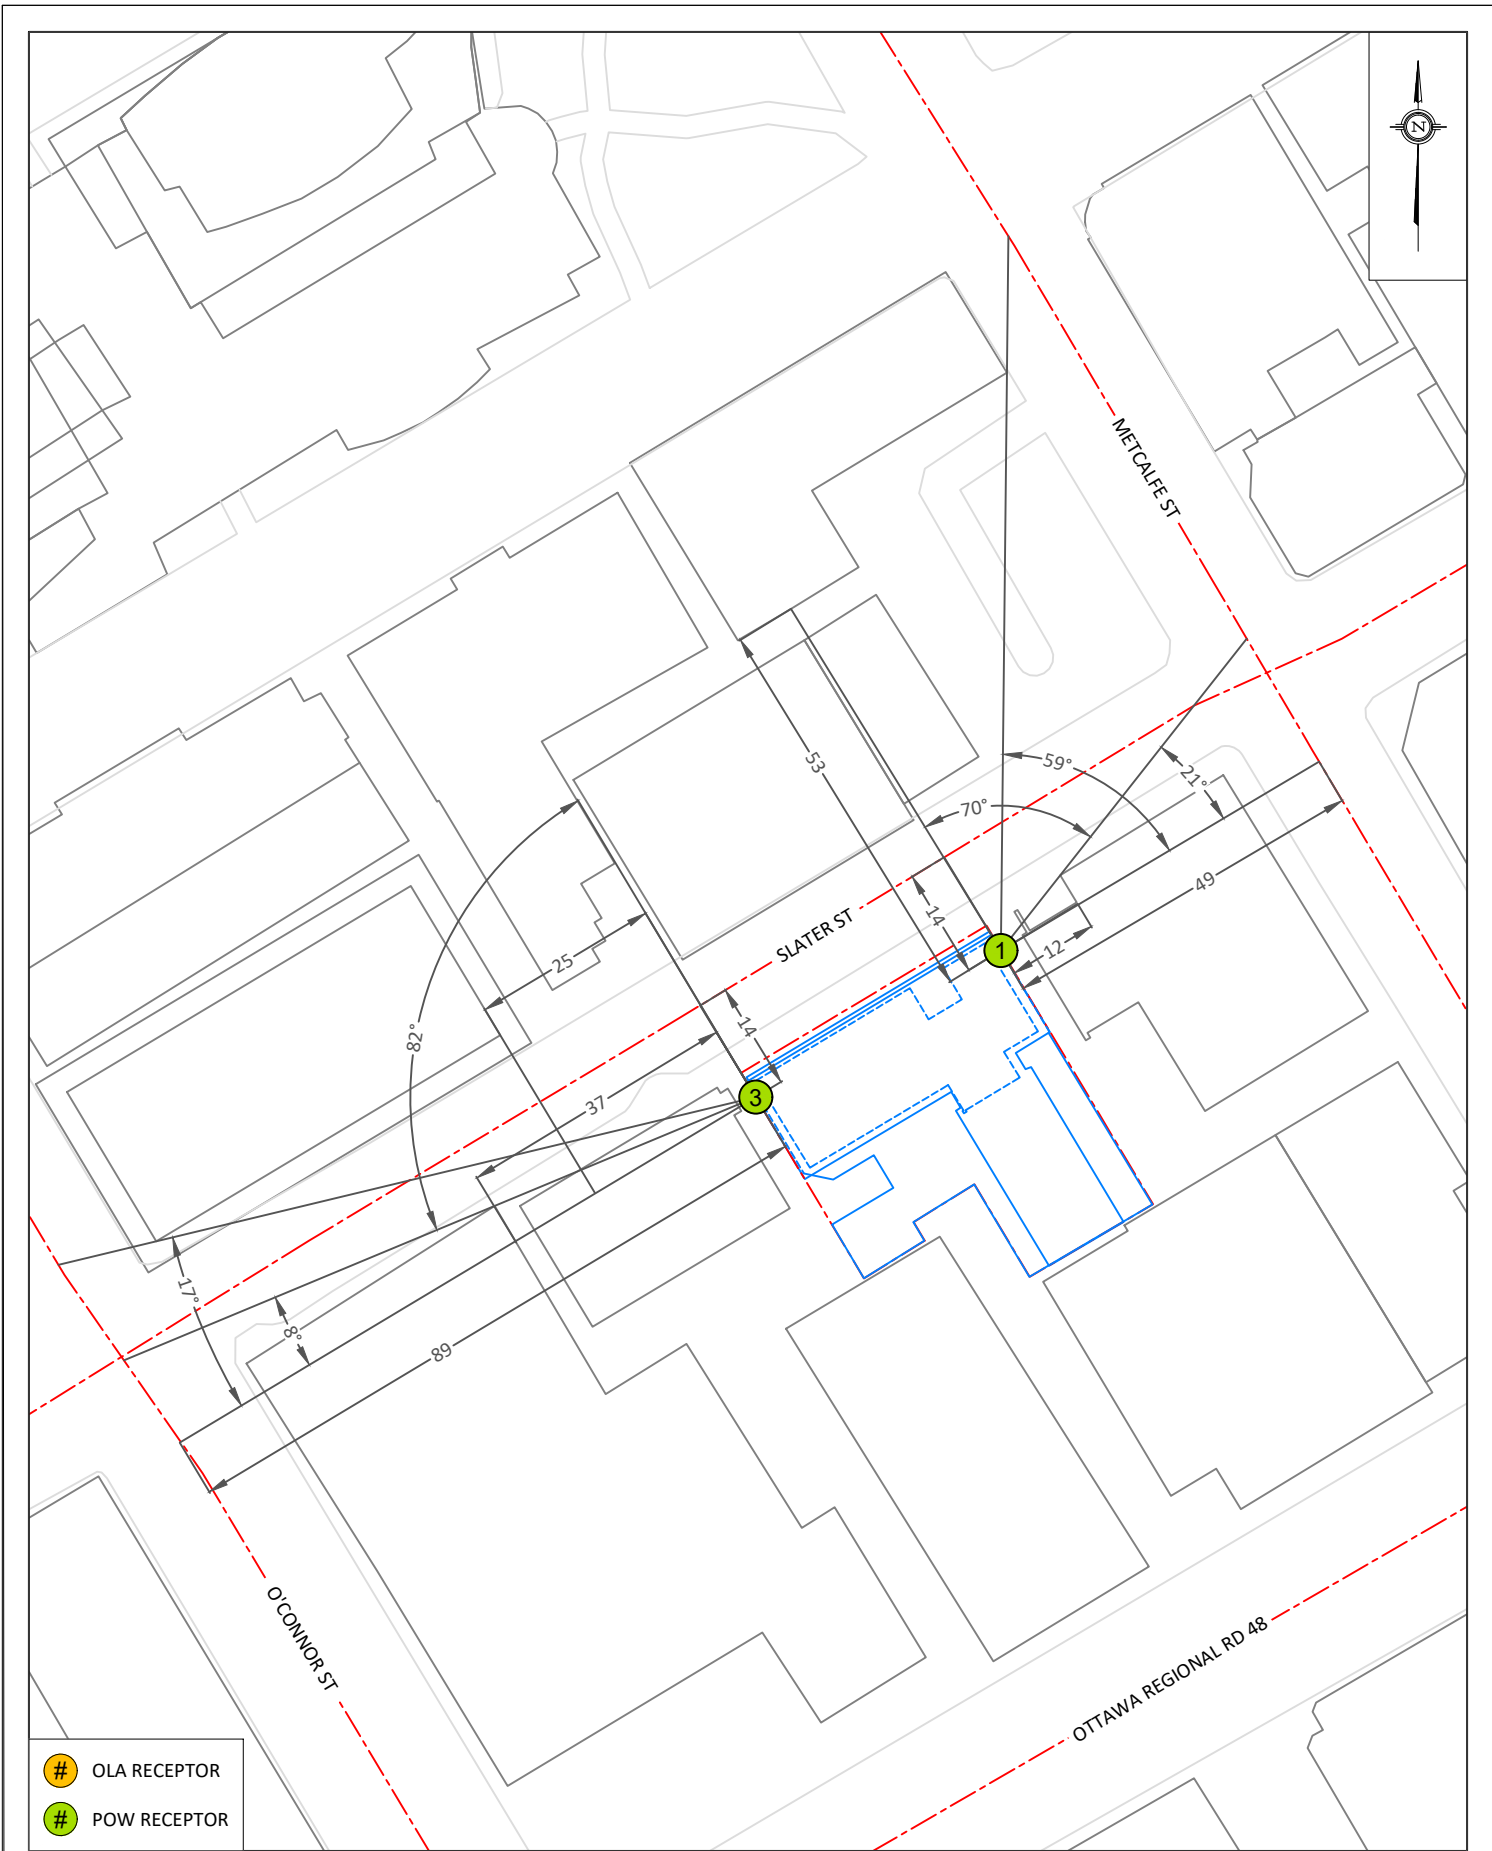 N
METCALFE ST
53
59°
21°
70°
49
14
SLATER ST
1
12
25
14
82°
37
3
17°
8°
89
O'CONNOR ST
OTTAWA REGIONAL RD 48
# OLA RECEPTOR
# POW RECEPTOR